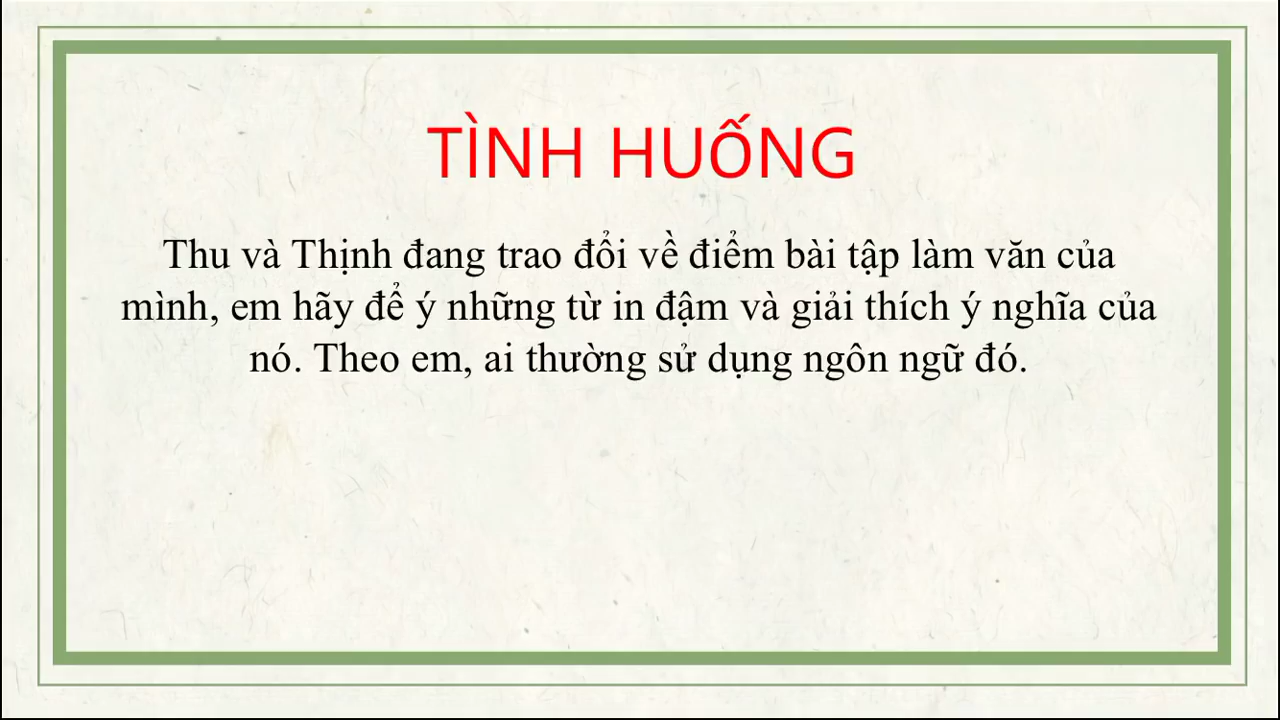 TÌNH HUỐNG
Thu và Thịnh đang trao đổi về điểm bài tập làm văn của
mình, em hãy để ý những từ in đậm và giải thích ý nghĩa của
nó. Theo em, ai thường sử dụng ngôn ngữ đó.